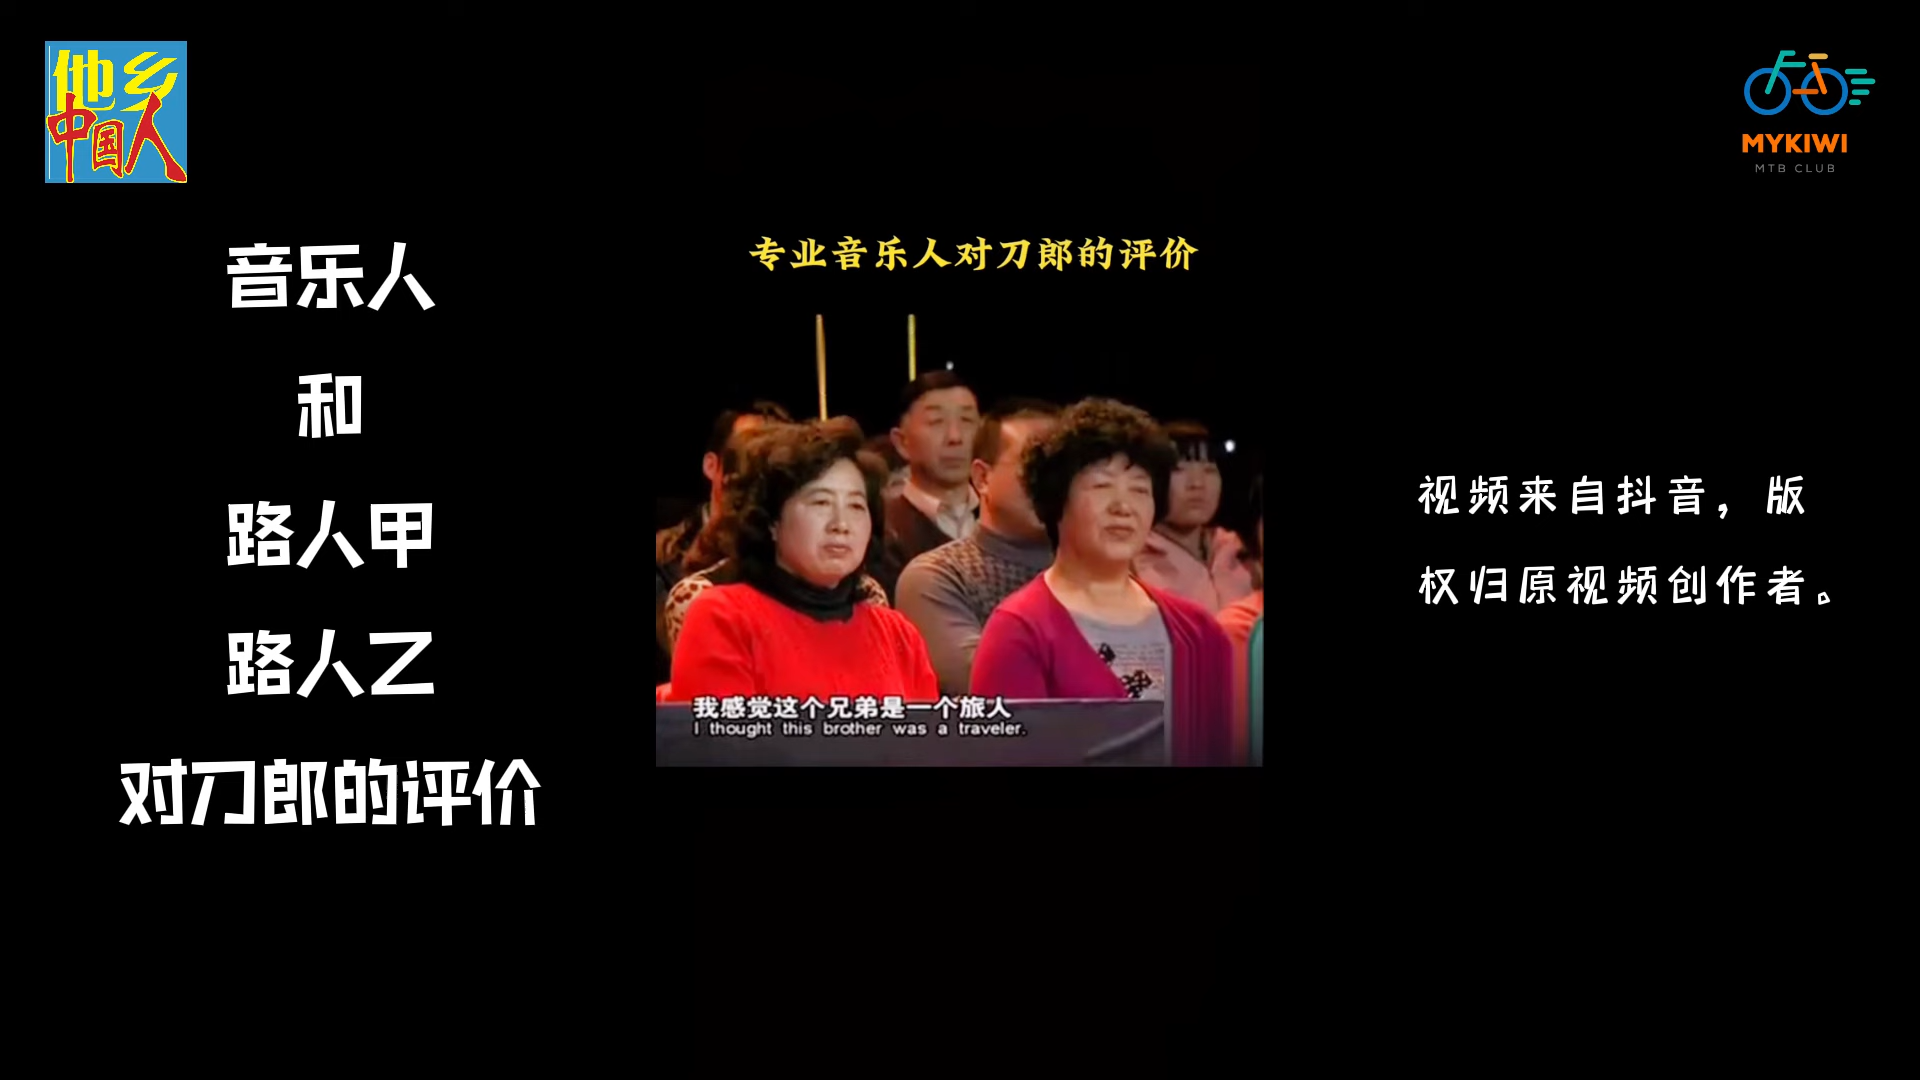 他乡
中国人
MYKIWI
MTB CLUB
音乐人
和
路人甲
路人乙
对刀郎的评价
专业音乐人对刀郎的评价
我感觉这个兄弟是一个旅人
I thought this brother was a traveler.
视频来自抖音，版
权归原视频创作者。